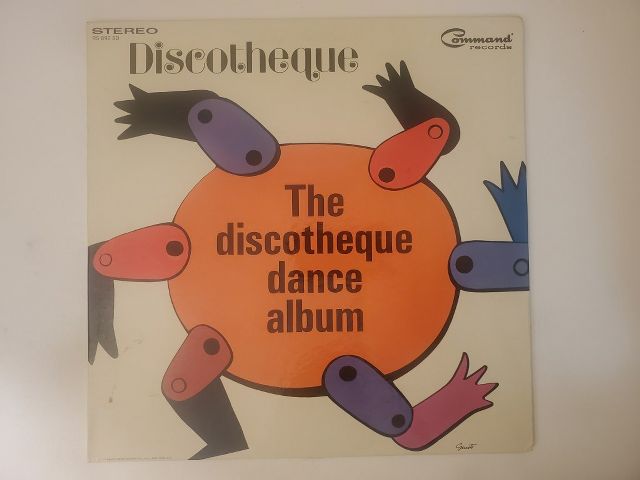 STEREO
Discotheque
Command
records
The
discotheque
dance
album